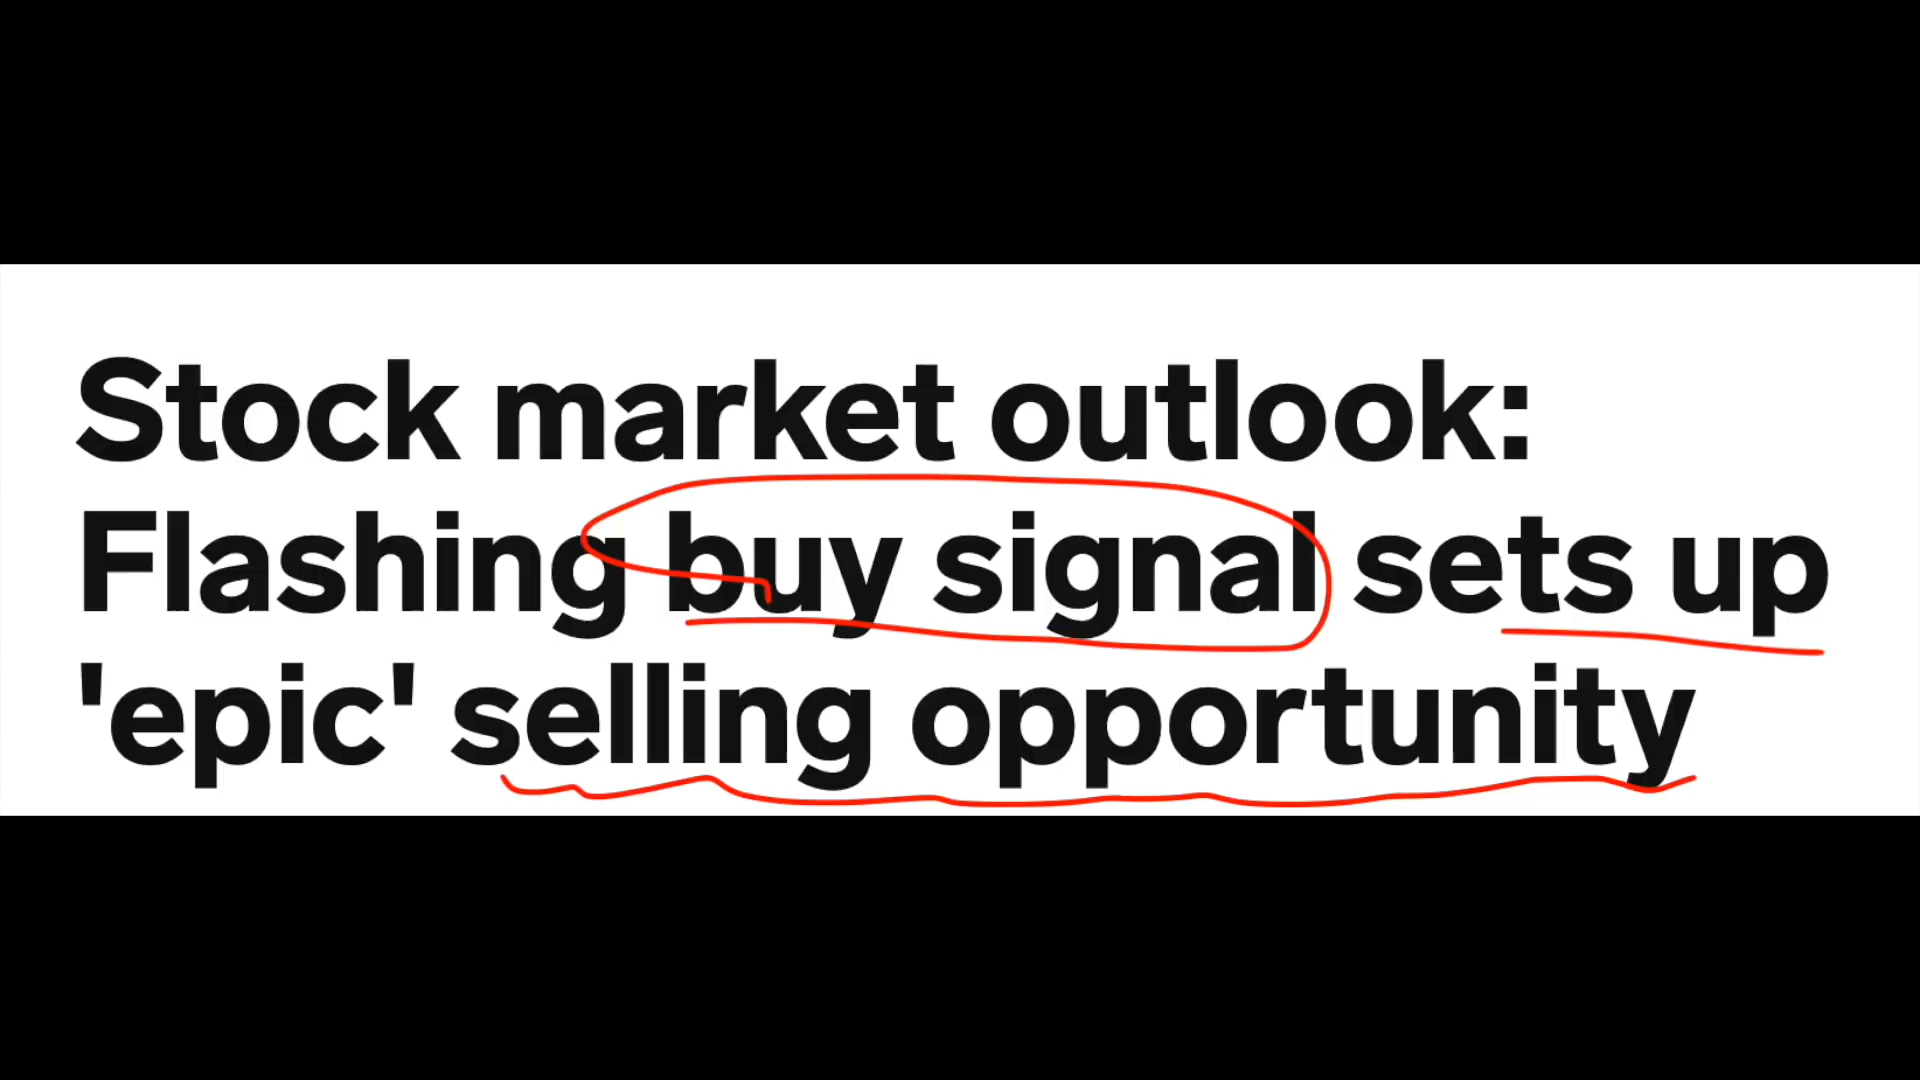 Stock market outlook:
Flashing buy signal sets up
'epic' selling opportunity